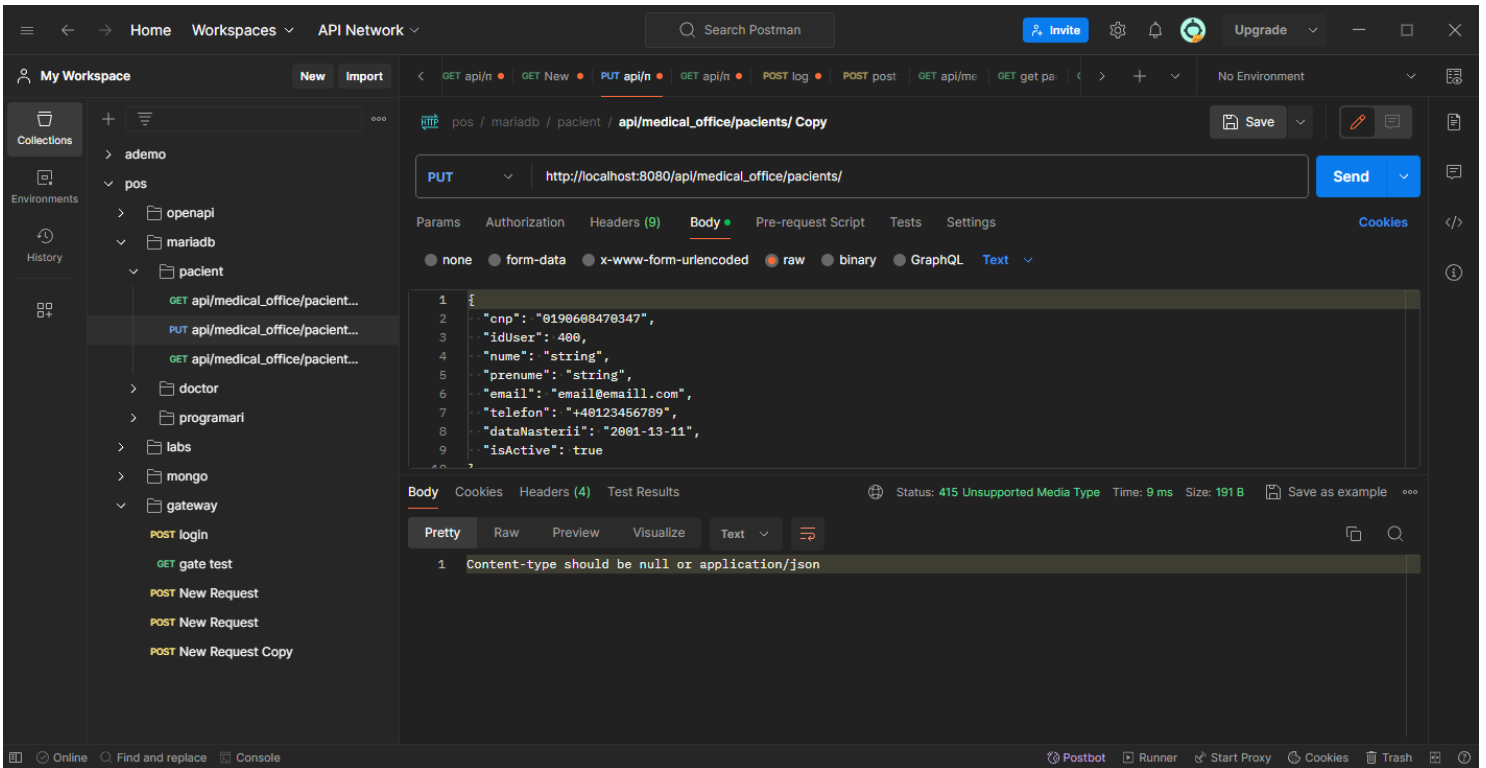 Home Workspaces API Network Search Postman Invite Upgrade
My Workspace New Import GET api/n GET New PUT api/n GET api/n POST log POST post GET api/me GET get pa No Environment
Collections
Environments
History
ademo
pos
openapi
mariadb
pacient
GET api/medical_office/pacient...
PUT api/medical_office/pacient...
GET api/medical_office/pacient...
doctor
programari
labs
mongo
gateway
POST login
GET gate test
POST New Request
POST New Request
POST New Request Copy
HTTP pos / mariadb / pacient / api/medical_office/pacients/ Copy Save
PUT http://localhost:8080/api/medical_office/pacients/ Send
Params Authorization Headers (9) Body Pre-request Script Tests Settings Cookies
none form-data x-www-form-urlencoded raw binary GraphQL Text
1 {
2 "cnp": "0190608470347",
3 "idUser": 400,
4 "nume": "string",
5 "prenume": "string",
6 "email": "email@emaill.com",
7 "telefon": "+40123456789",
8 "dataNasterii": "2001-13-11",
9 "isActive": true
Body Cookies Headers (4) Test Results Status: 415 Unsupported Media Type Time: 9 ms Size: 191 B Save as example
Pretty Raw Preview Visualize Text
1 Content-type should be null or application/json
Online Find and replace Console Postbot Runner Start Proxy Cookies Trash